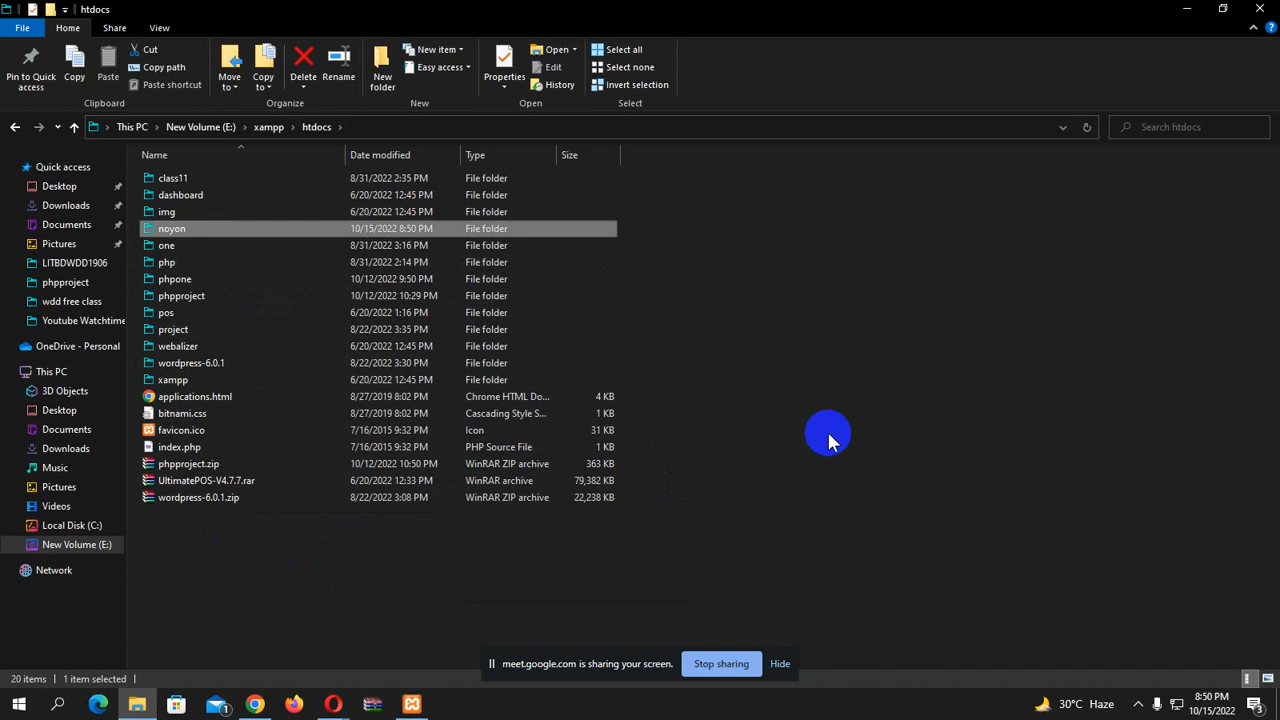 htdocs
File Home Share View
Pin to Quick access
Copy
Paste
Cut
Copy path
Paste shortcut
Clipboard
Move to
Copy to
Delete
Rename
Organize
New folder
New item
Easy access
New
Properties
Open
Edit
History
Open
Select all
Select none
Invert selection
Select
This PC > New Volume (E:) > xampp > htdocs >
Search htdocs
Name Date modified Type Size
Quick access
Desktop
Downloads
Documents
Pictures
LITBDWDD1906
phpproject
wdd free class
Youtube Watchtime
OneDrive - Personal
This PC
3D Objects
Desktop
Documents
Downloads
Music
Pictures
Videos
Local Disk (C:)
New Volume (E:)
Network
class11 8/31/2022 2:35 PM File folder
dashboard 6/20/2022 12:45 PM File folder
img 6/20/2022 12:45 PM File folder
noyon 10/15/2022 8:50 PM File folder
one 8/31/2022 3:16 PM File folder
php 8/31/2022 2:14 PM File folder
phpone 10/12/2022 9:50 PM File folder
phpproject 10/12/2022 10:29 PM File folder
pos 6/20/2022 1:16 PM File folder
project 8/22/2022 3:35 PM File folder
webalizer 6/20/2022 12:45 PM File folder
wordpress-6.0.1 8/22/2022 3:30 PM File folder
xampp 6/20/2022 12:45 PM File folder
applications.html 8/27/2019 8:02 PM Chrome HTML Do... 4 KB
bitnami.css 8/27/2019 8:02 PM Cascading Style S... 1 KB
favicon.ico 7/16/2015 9:32 PM Icon 31 KB
index.php 7/16/2015 9:32 PM PHP Source File 1 KB
phpproject.zip 10/12/2022 10:50 PM WinRAR ZIP archive 363 KB
UltimatePOS-V4.7.7.rar 6/20/2022 12:33 PM WinRAR archive 79,382 KB
wordpress-6.0.1.zip 8/22/2022 3:08 PM WinRAR ZIP archive 22,238 KB
meet.google.com is sharing your screen. Stop sharing Hide
20 items 1 item selected
30°C Haze
8:50 PM
10/15/2022
1
3